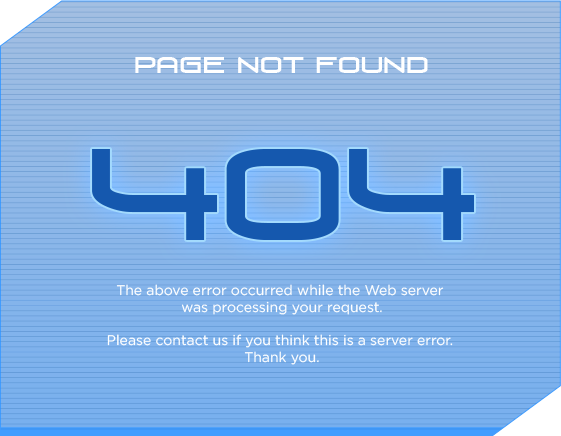 PAGE NOT FOUND
404
The above error occurred while the Web server
was processing your request.
Please contact us if you think this is a server error.
Thank you.